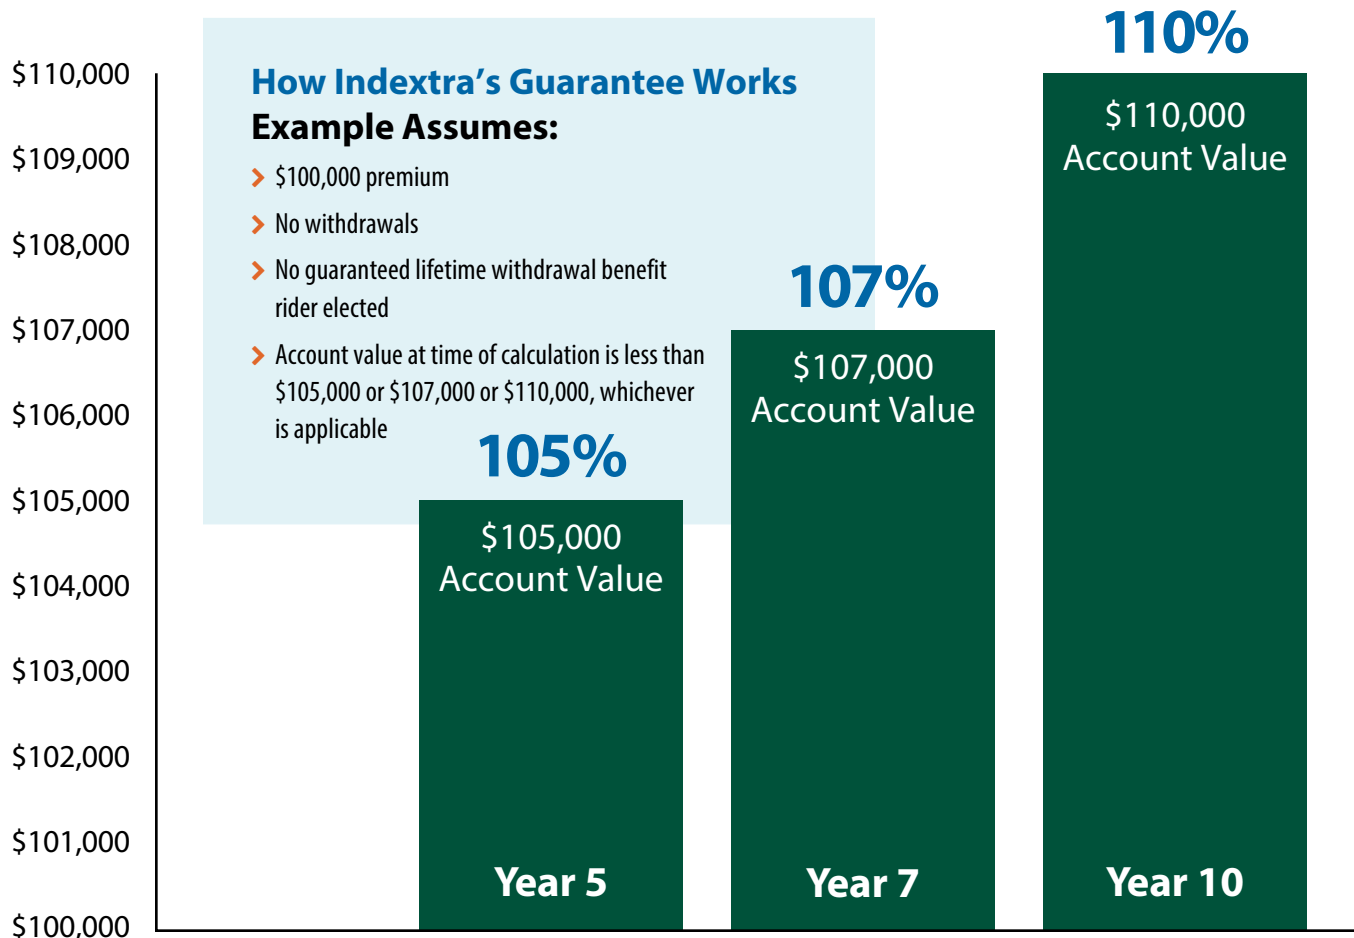 110%
$110,000
$109,000
$108,000
$107,000
$106,000
$105,000
$104,000
$103,000
$102,000
$101,000
$100,000
How Indextra's Guarantee Works
Example Assumes:
$100,000 premium
No withdrawals
No guaranteed lifetime withdrawal benefit
rider elected
Account value at time of calculation is less than
$105,000 or $107,000 or $110,000, whichever
is applicable
105%
$105,000
Account Value
Year 5
107%
$107,000
Account Value
Year 7
$110,000
Account Value
Year 10